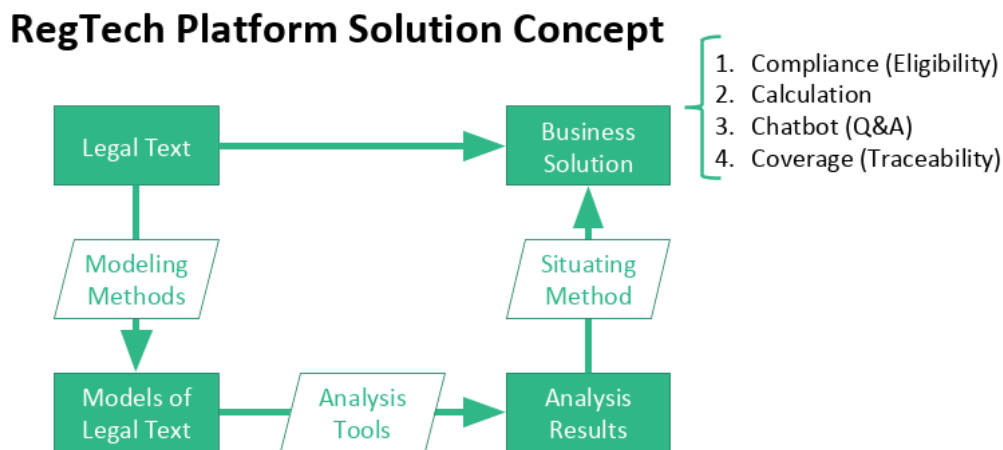 RegTech Platform Solution Concept
1. Compliance (Eligibility)
2. Calculation
3. Chatbot (Q&A)
4. Coverage (Traceability)
Legal Text
Business
Solution
Modeling
Methods
Situating
Method
Models of
Legal Text
Analysis
Tools
Analysis
Results